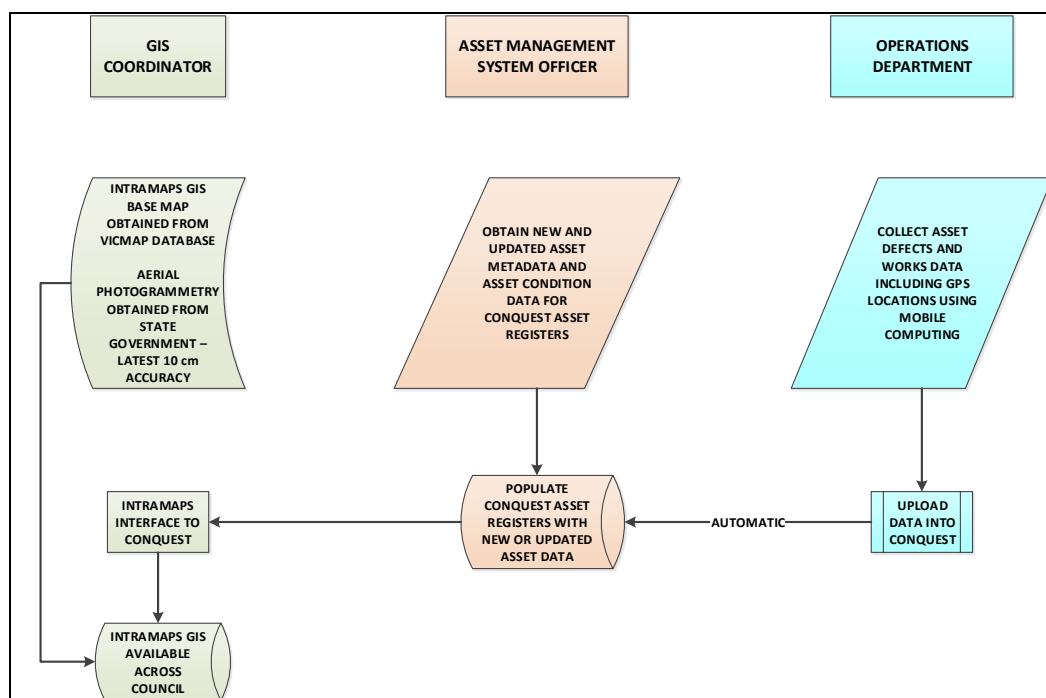 GIS
COORDINATOR
ASSET MANAGEMENT
SYSTEM OFFICER
OPERATIONS
DEPARTMENT
INTRAMAPS GIS
BASE MAP
OBTAINED FROM
VICMAP DATABASE
AERIAL
PHOTOGRAMMETRY
OBTAINED FROM
STATE
GOVERNMENT –
LATEST 10 cm
ACCURACY
OBTAIN NEW AND
UPDATED ASSET
METADATA AND
ASSET CONDITION
DATA FOR
CONQUEST ASSET
REGISTERS
COLLECT ASSET
DEFECTS AND
WORKS DATA
INCLUDING GPS
LOCATIONS USING
MOBILE
COMPUTING
INTRAMAPS
INTERFACE TO
CONQUEST
POPULATE
CONQUEST ASSET
REGISTERS WITH
NEW OR UPDATED
ASSET DATA
AUTOMATIC
UPLOAD
DATA INTO
CONQUEST
INTRAMAPS GIS
AVAILABLE
ACROSS
COUNCIL